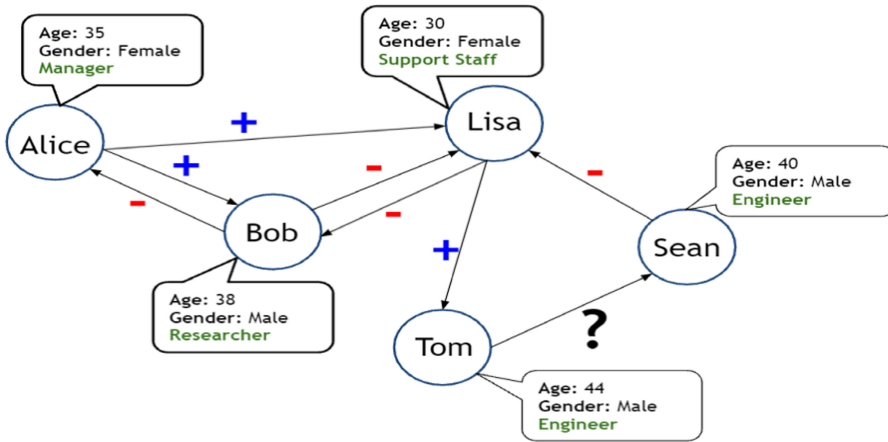 Age: 35
Gender: Female
Manager
Age: 30
Gender: Female
Support Staff
Alice
+
Lisa
+
-
-
-
-
Age: 40
Gender: Male
Engineer
Bob
+
Sean
Age: 38
Gender: Male
Researcher
?
Tom
Age: 44
Gender: Male
Engineer